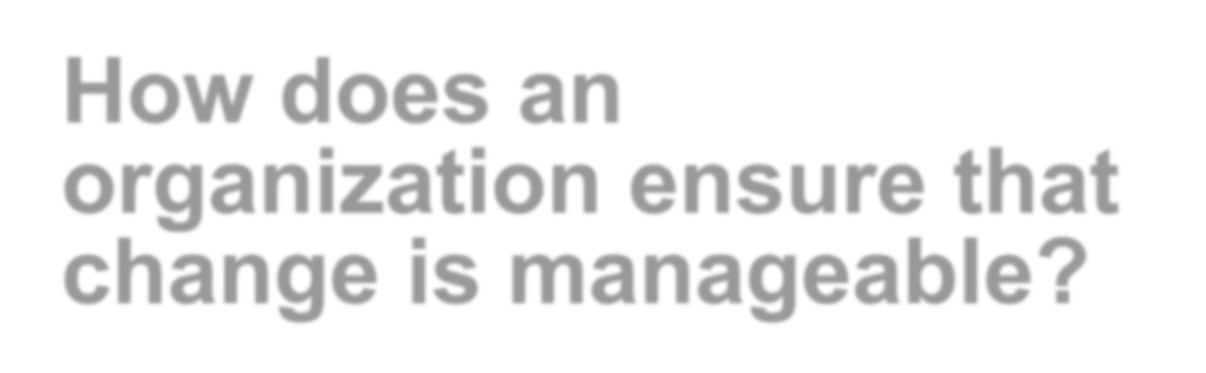 How does an
organization ensure that
change is manageable?